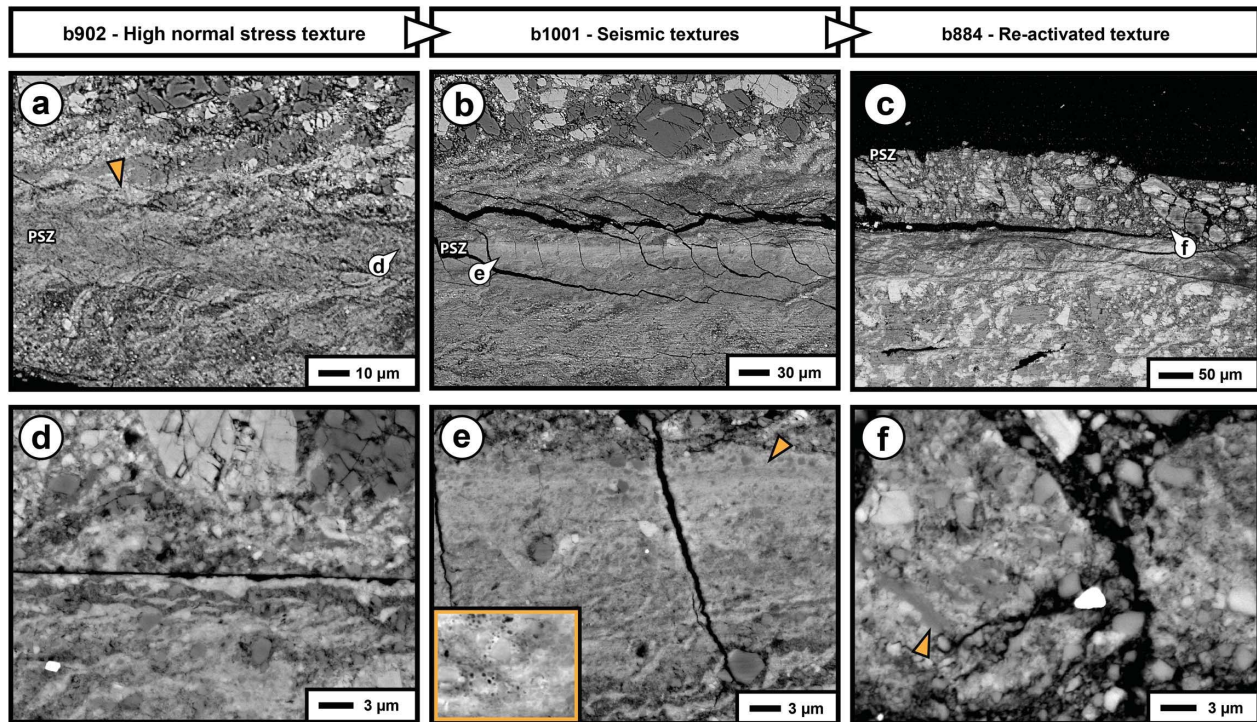 b902 - High normal stress texture
b1001 - Seismic textures
b884 - Re-activated texture
a
PSZ
d
10 µm
b
PSZ
e
30 µm
c
PSZ
f
50 µm
d
3 µm
e
3 µm
f
3 µm